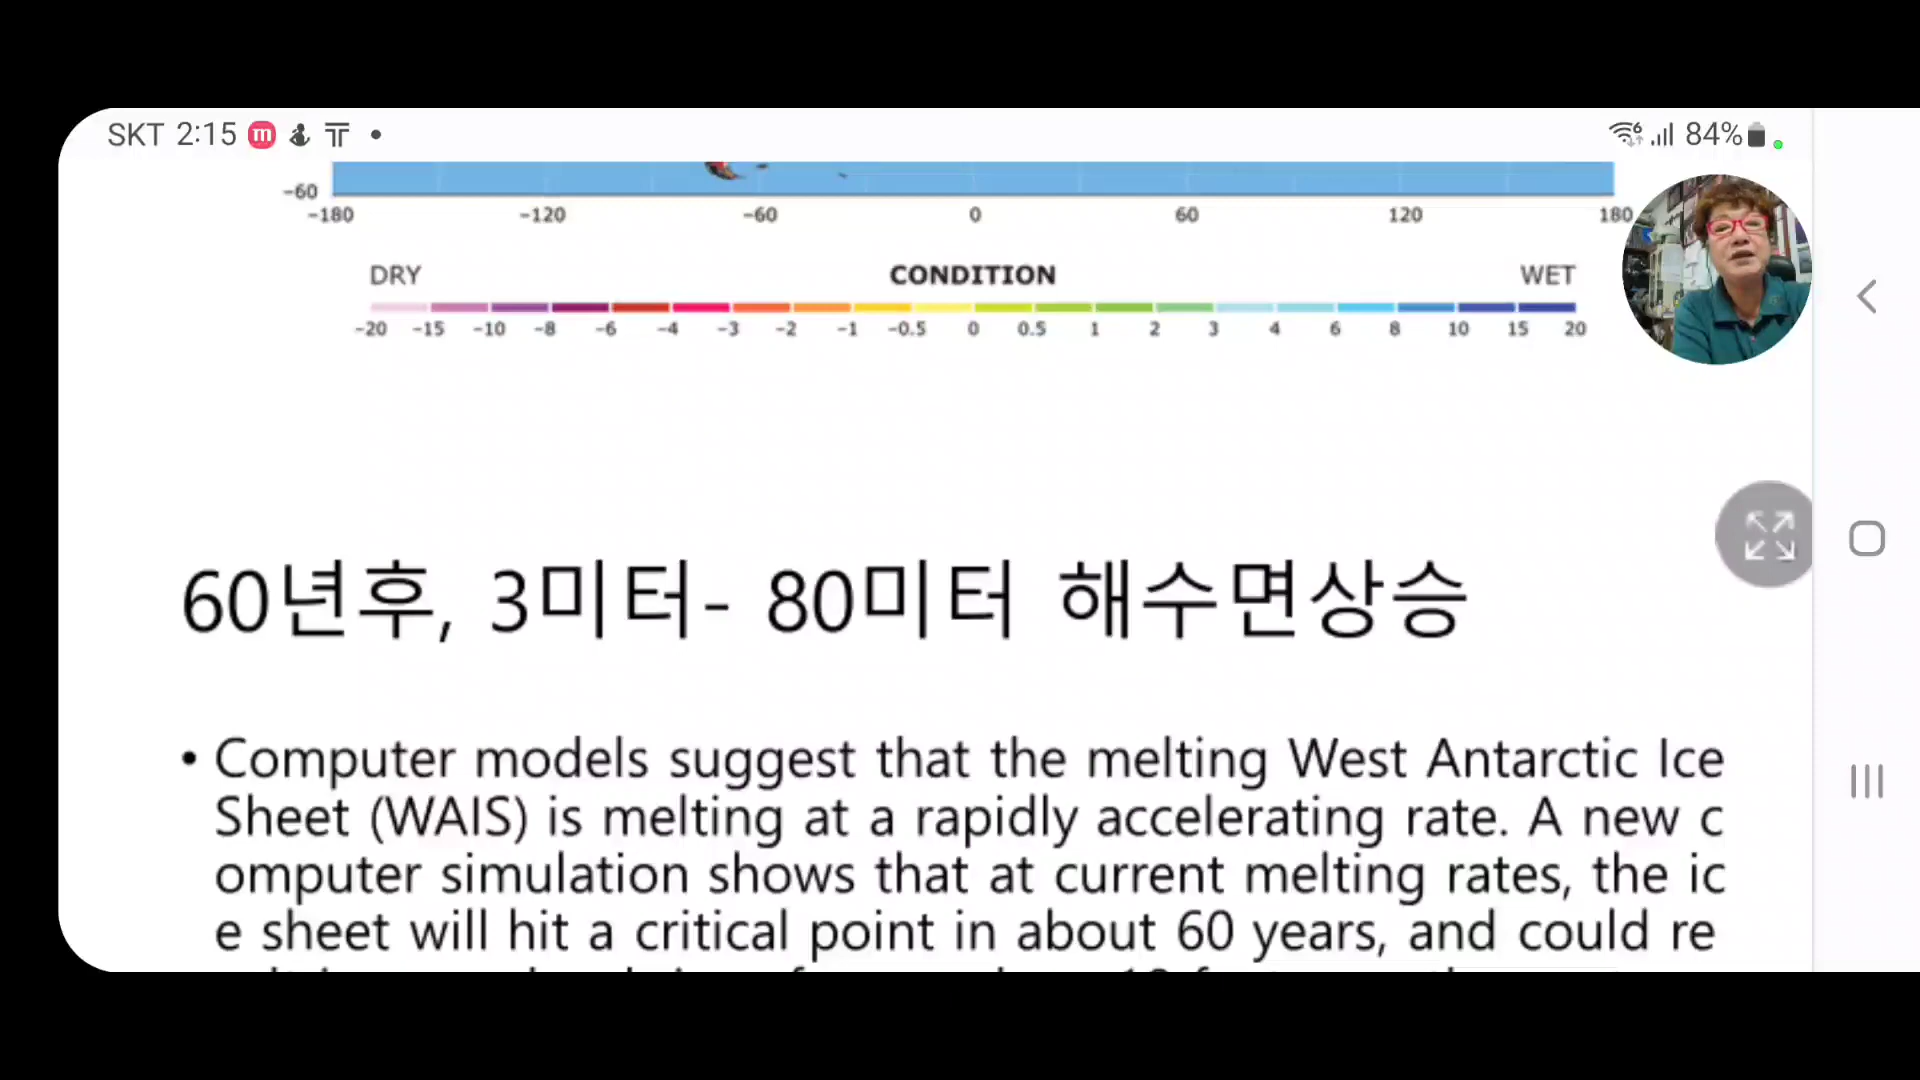 SKT 2:15 m
84%
-60
-180 -120 -60 0 60 120 180
DRY CONDITION WET
-20 -15 -10 -8 -6 -4 -3 -2 -1 -0.5 0 0.5 1 2 3 4 6 8 10 15 20
60년후, 3미터- 80미터 해수면상승
• Computer models suggest that the melting West Antarctic Ice
Sheet (WAIS) is melting at a rapidly accelerating rate. A new c
omputer simulation shows that at current melting rates, the ic
e sheet will hit a critical point in about 60 years, and could re